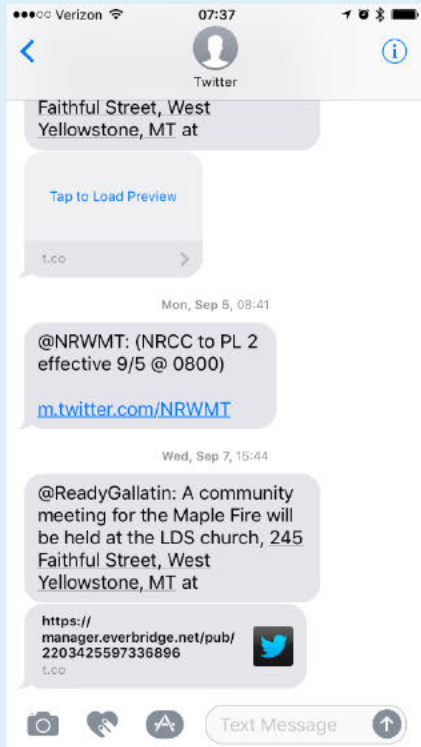 Verizon 07:37
Twitter
Faithful Street, West
Yellowstone, MT at
Tap to Load Preview
t.co
Mon, Sep 5, 08:41
@NRWMT: (NRCC to PL 2
effective 9/5 @ 0800)
m.twitter.com/NRWMT
Wed, Sep 7, 15:44
@ReadyGallatin: A community
meeting for the Maple Fire will
be held at the LDS church, 245
Faithful Street, West
Yellowstone, MT at
https://
manager.everbridge.net/pub/
2203425597336896
t.co
Text Message